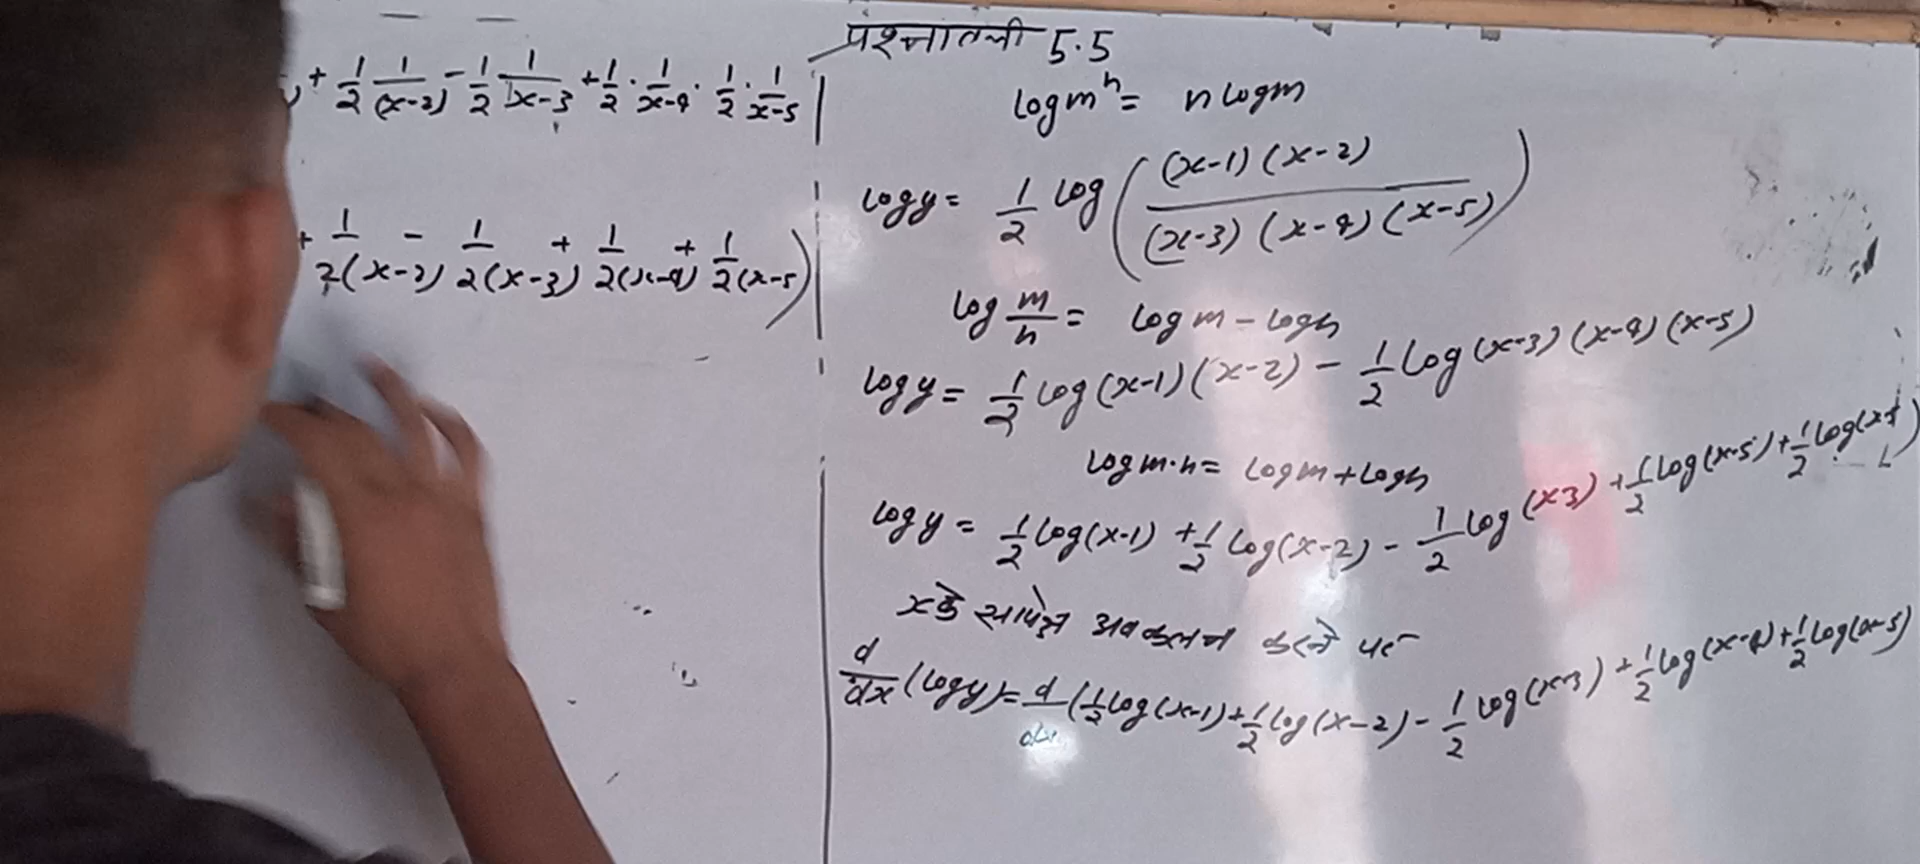 + 1/2 1/(x-2) - 1/2 1/x-3 + 1/2 · 1/x-4 · 1/2 · 1/x-5
+ 1/2(x-2) - 1/2(x-3) + 1/2(x-4) + 1/2(x-5))
प्रश्नावली 5.5
log m^n = n log m
log y = 1/2 log ((x-1) (x-2) / (x-3) (x-4) (x-5))
log m/n = log m - log n
log y = 1/2 log (x-1) (x-2) - 1/2 log (x-3) (x-4) (x-5)
log m·n = log m + log n
log y = 1/2 log (x-1) + 1/2 log (x-2) - 1/2 log (x-3) + 1/2 log (x-5) + 1/2 log
x के सापेक्ष अवकलन करने पर
d/dx (log y) = d/dx (1/2 log (x-1) + 1/2 log (x-2) - 1/2 log (x-3) + 1/2 log (x-4) + 1/2 log (x-5)